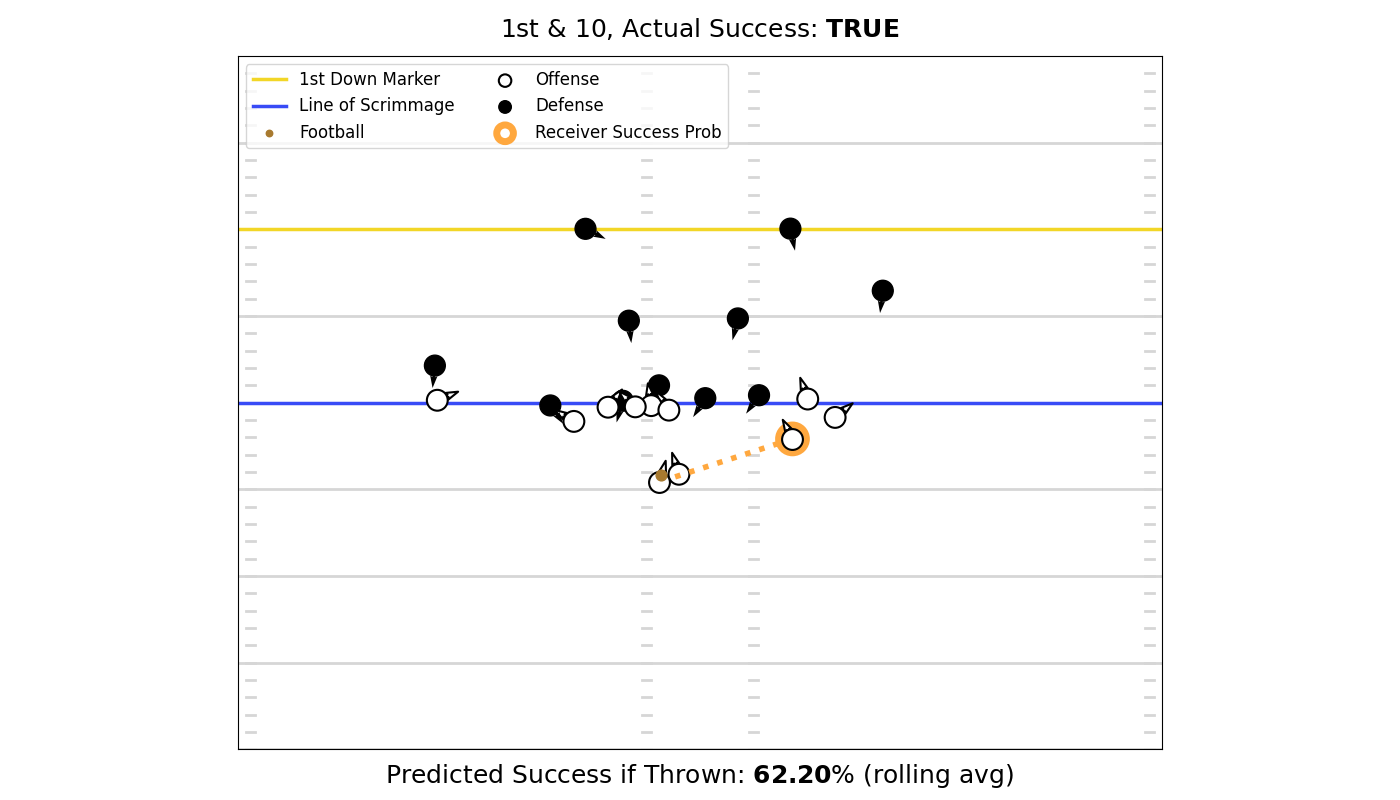 1st & 10, Actual Success: TRUE
1st Down Marker
Line of Scrimmage
Football
Offense
Defense
Receiver Success Prob
Predicted Success if Thrown: 62.20% (rolling avg)